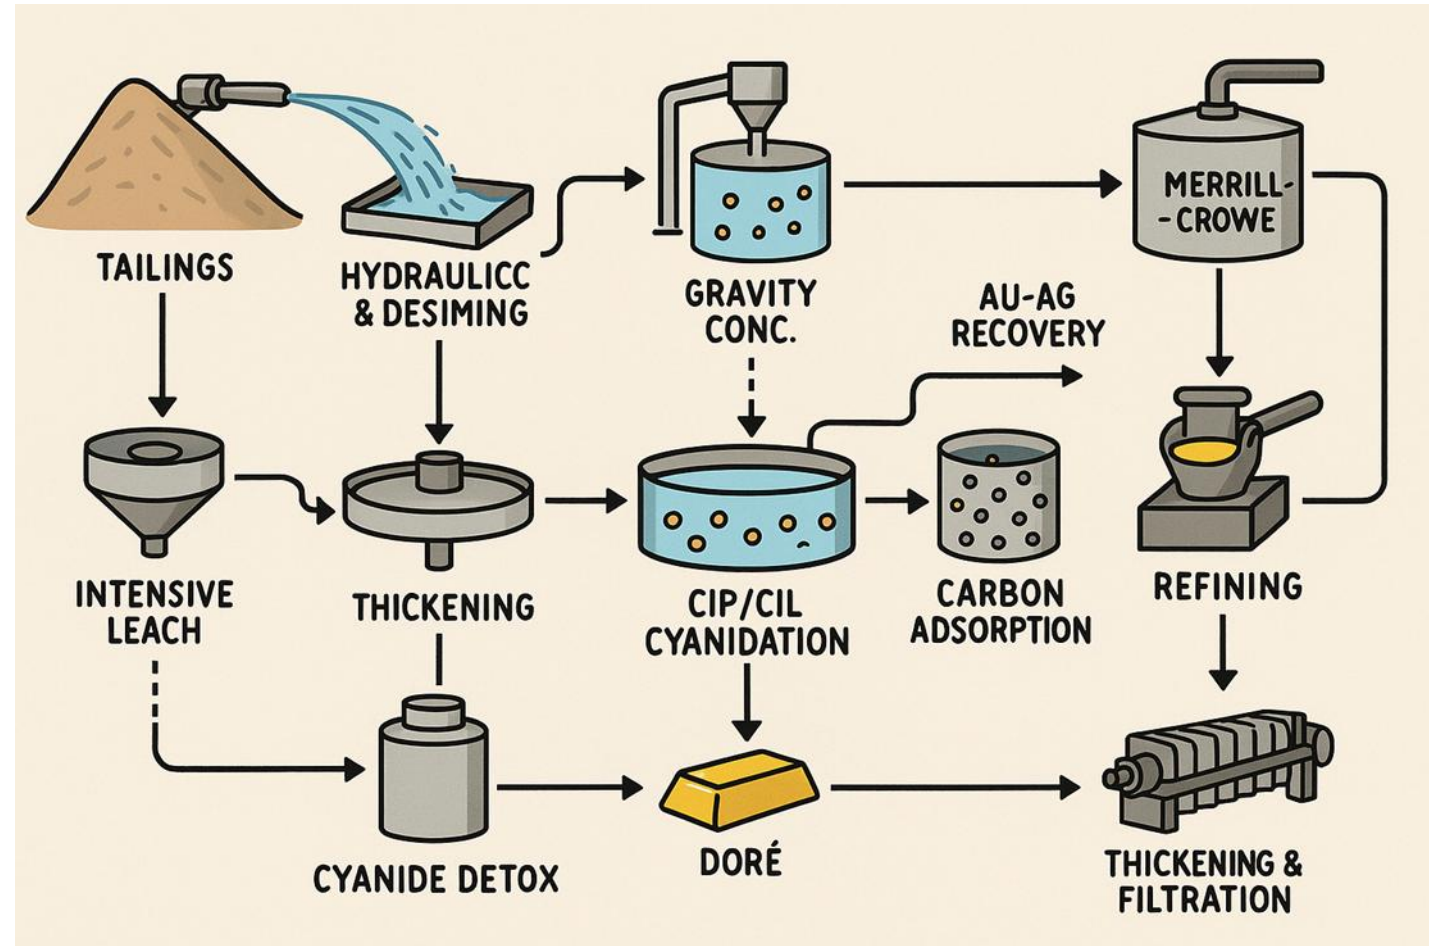 TAILINGS
HYDRAULICC
& DESIMING
GRAVITY
CONC.
MERRILL-
-CROWE
AU-AG
RECOVERY
INTENSIVE
LEACH
THICKENING
CIP/CIL
CYANIDATION
CARBON
ADSORPTION
REFINING
CYANIDE DETOX
DORÉ
THICKENING &
FILTRATION